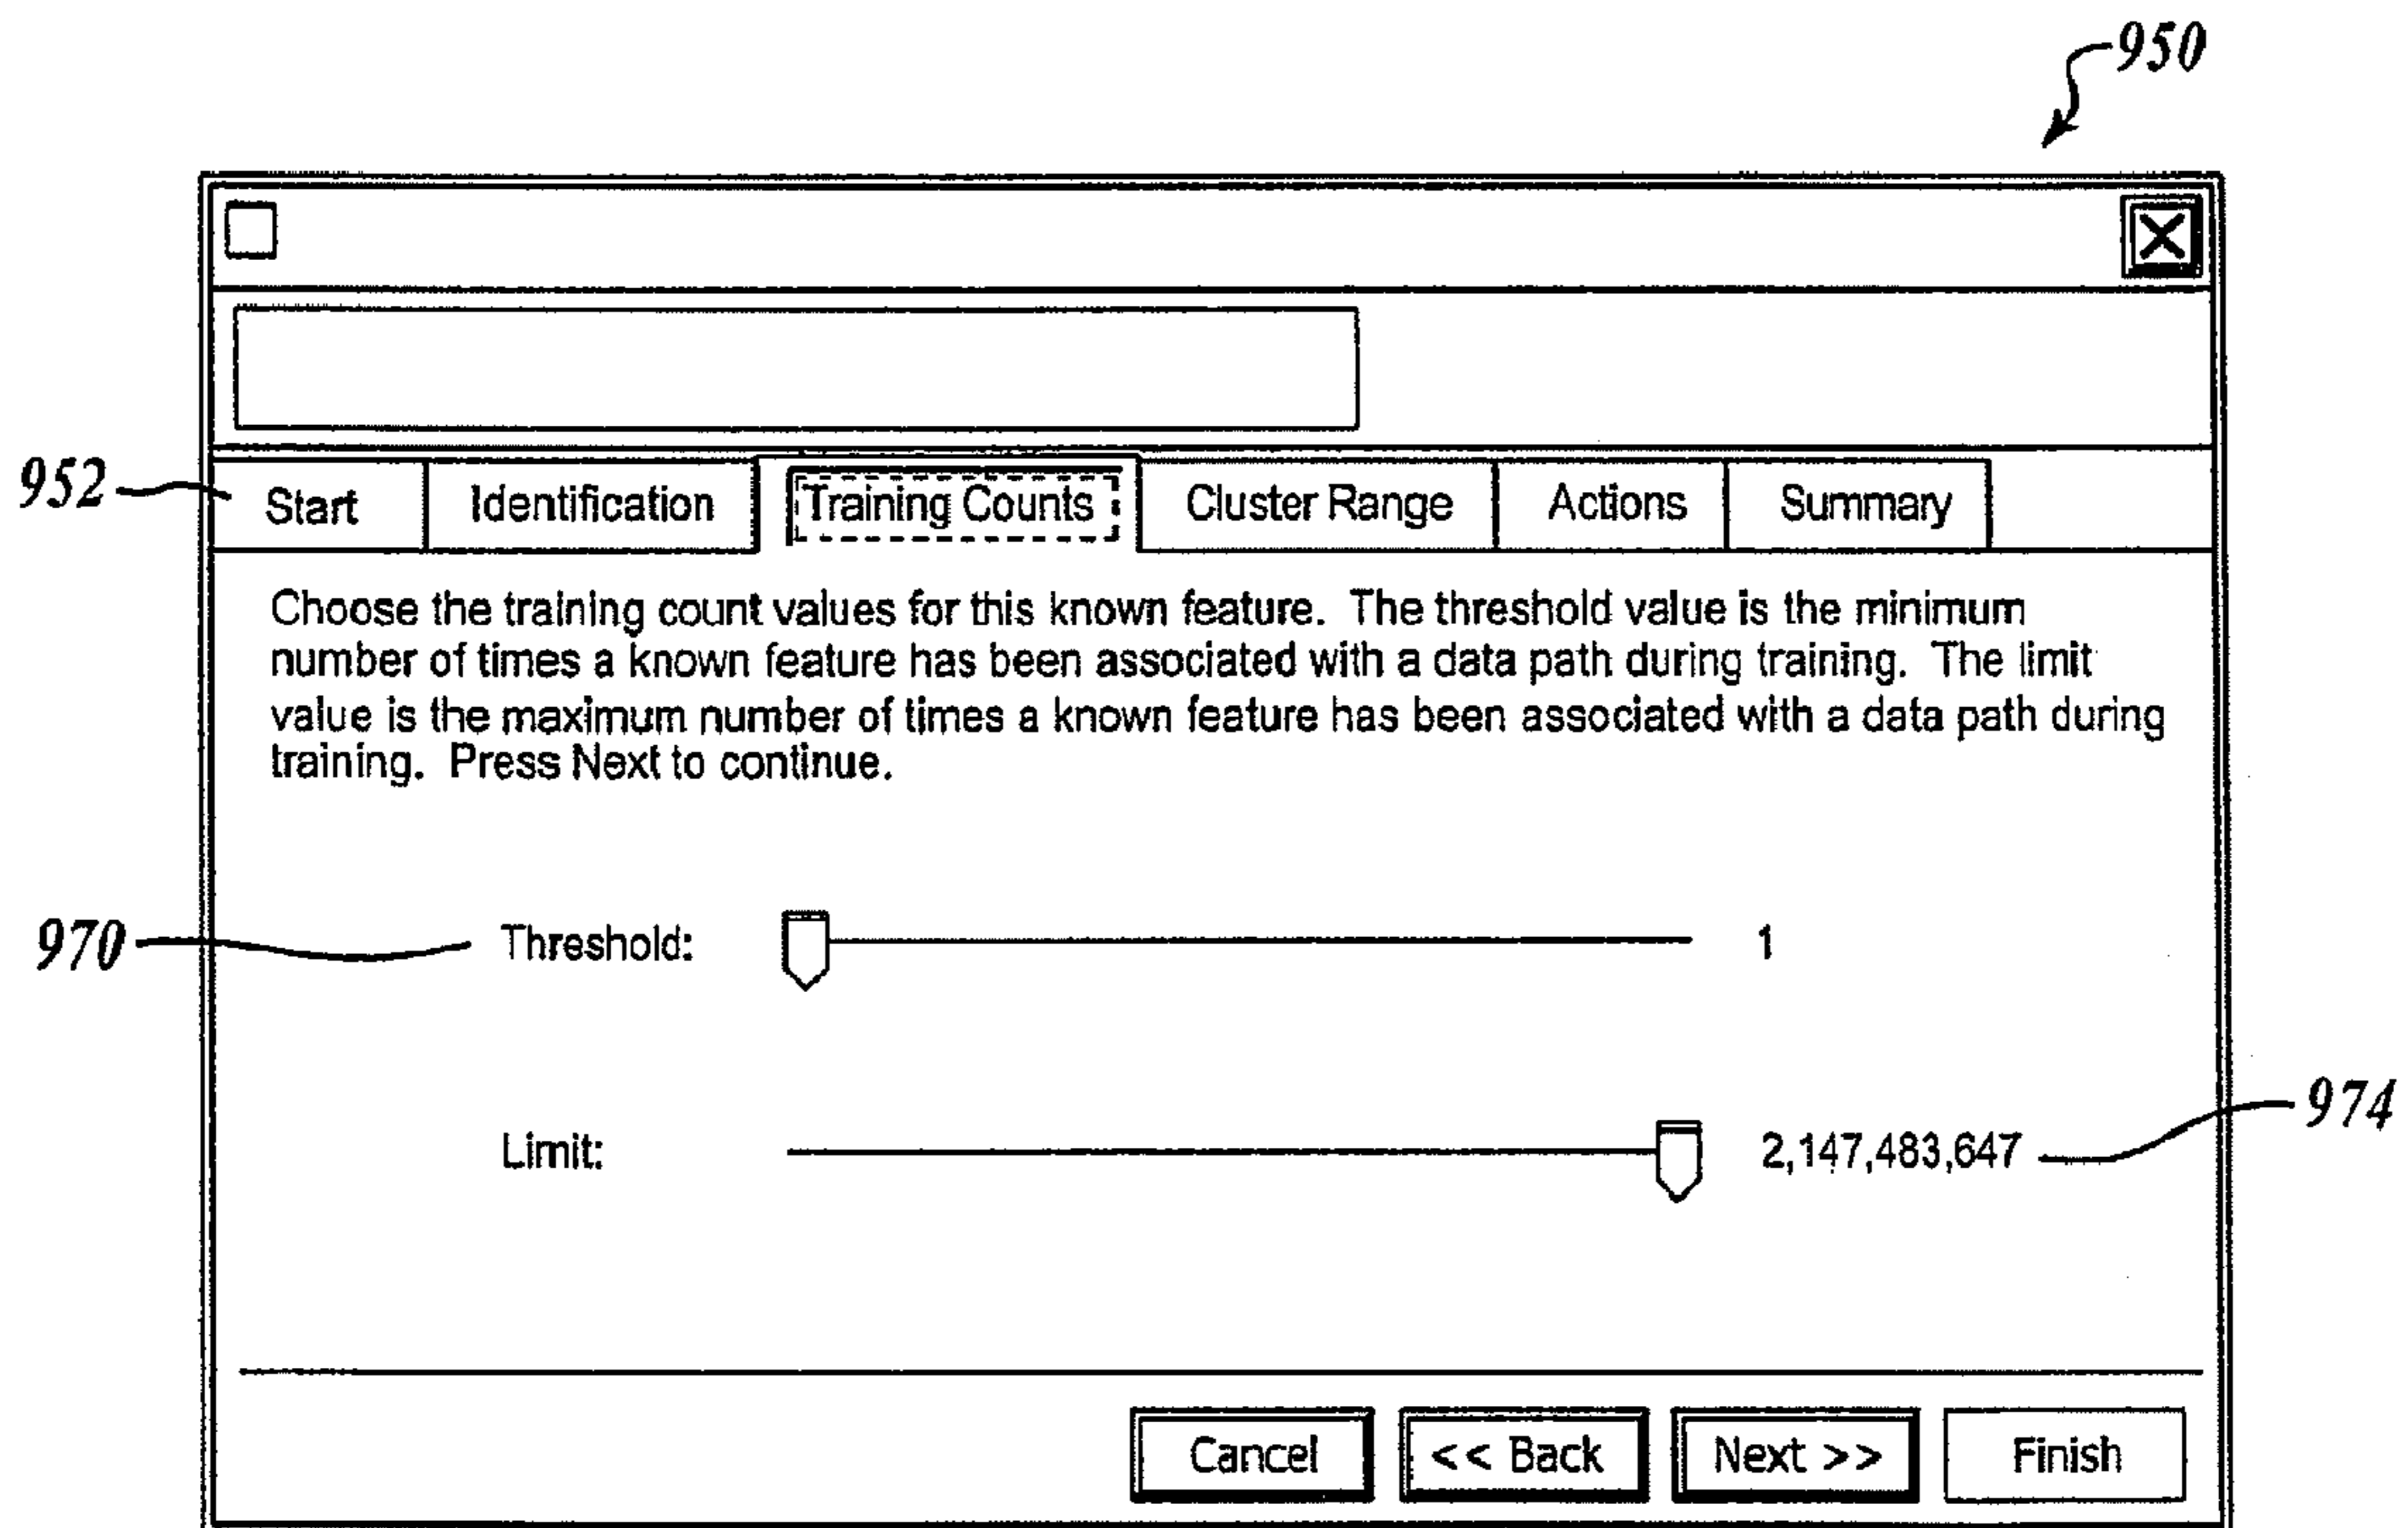 950
952
Start Identification Training Counts Cluster Range Actions Summary
Choose the training count values for this known feature. The threshold value is the minimum
number of times a known feature has been associated with a data path during training. The limit
value is the maximum number of times a known feature has been associated with a data path during
training. Press Next to continue.
970
Threshold: 1
Limit: 2,147,483,647
974
Cancel << Back Next >> Finish